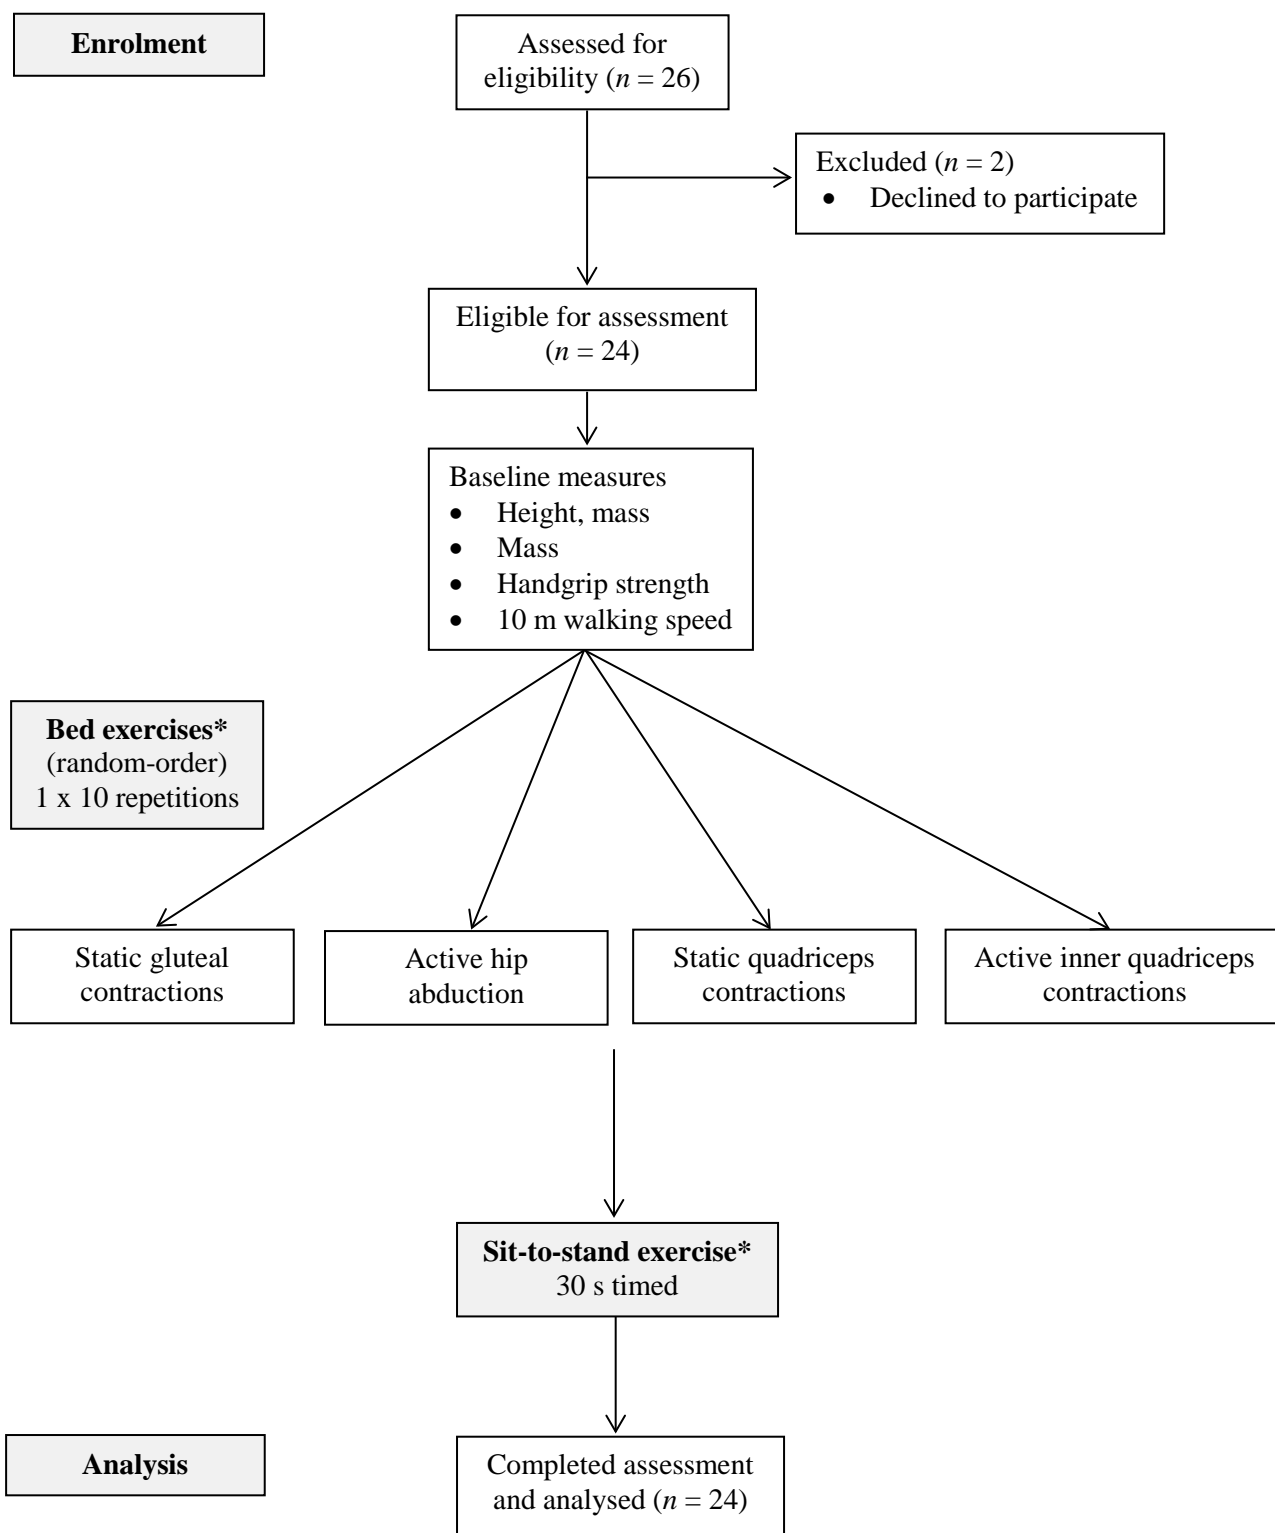 Enrolment
Assessed for
eligibility (n = 26)
Excluded (n = 2)
• Declined to participate
Eligible for assessment
(n = 24)
Baseline measures
• Height, mass
• Mass
• Handgrip strength
• 10 m walking speed
Bed exercises*
(random-order)
1 x 10 repetitions
Static gluteal
contractions
Active hip
abduction
Static quadriceps
contractions
Active inner quadriceps
contractions
Sit-to-stand exercise*
30 s timed
Analysis
Completed assessment
and analysed (n = 24)